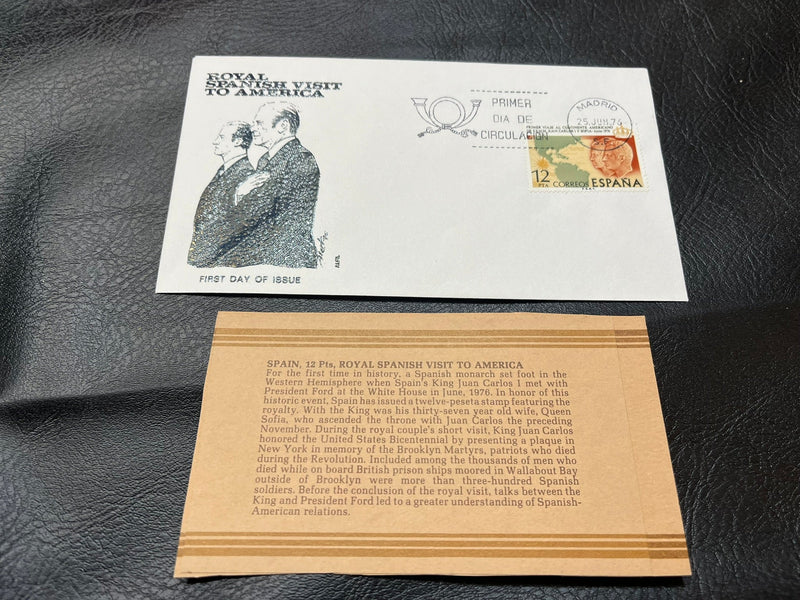 ROYAL
SPANISH VISIT
TO AMERICA
FIRST DAY OF ISSUE
PRIMER
DIA DE
CIRCULACION
MADRID
25.JUN.76
PRIMER VIAJE AL CONTINENTE AMERICANO
12
PTA
CORREOS ESPAÑA
SPAIN, 12 Pts, ROYAL SPANISH VISIT TO AMERICA
For the first time in history, a Spanish monarch set foot in the
Western Hemisphere when Spain's King Juan Carlos I met with
President Ford at the White House in June, 1976. In honor of this
historic event, Spain has issued a twelve-peseta stamp featuring the
royalty. With the King was his thirty-seven year old wife, Queen
Sofia, who ascended the throne with Juan Carlos the preceding
November. During the royal couple's short visit, King Juan Carlos
honored the United States Bicentennial by presenting a plaque in
New York in memory of the Brooklyn Martyrs, patriots who died
during the Revolution. Included among the thousands of men who
died while on board British prison ships moored in Wallabout Bay
outside of Brooklyn were more than three-hundred Spanish
soldiers. Before the conclusion of the royal visit, talks between the
King and President Ford led to a greater understanding of Spanish-
American relations.